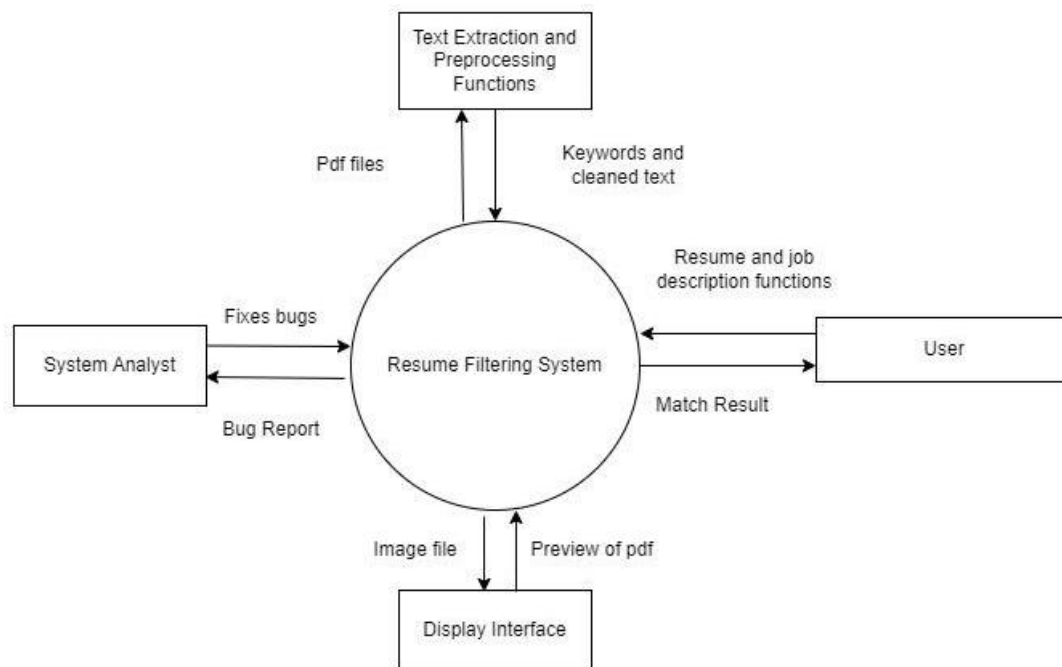 Text Extraction and
Preprocessing
Functions
Pdf files
Keywords and
cleaned text
Resume and job
description functions
Fixes bugs
System Analyst
Resume Filtering System
User
Bug Report
Match Result
Image file
Preview of pdf
Display Interface